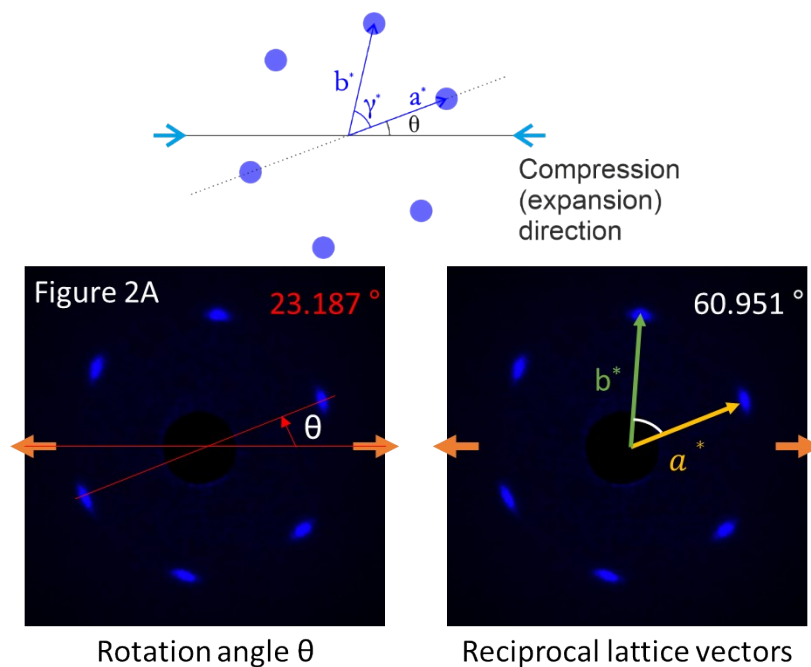 b*
γ*
a*
θ
Compression
(expansion)
direction
Figure 2A
23.187 °
θ
60.951 °
b*
a *
Rotation angle θ
Reciprocal lattice vectors